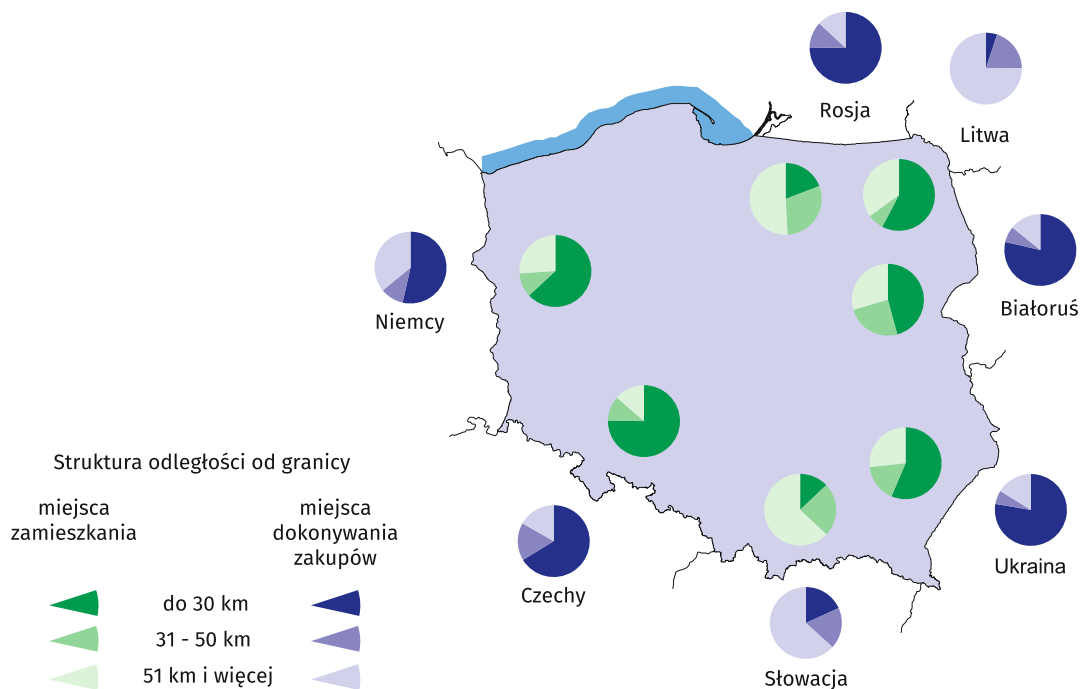 Rosja
Litwa
Niemcy
Białoruś
Struktura odległości od granicy
miejsca
zamieszkania
miejsca
dokonywania
zakupów
Czechy
Ukraina
do 30 km
31 - 50 km
51 km i więcej
Słowacja